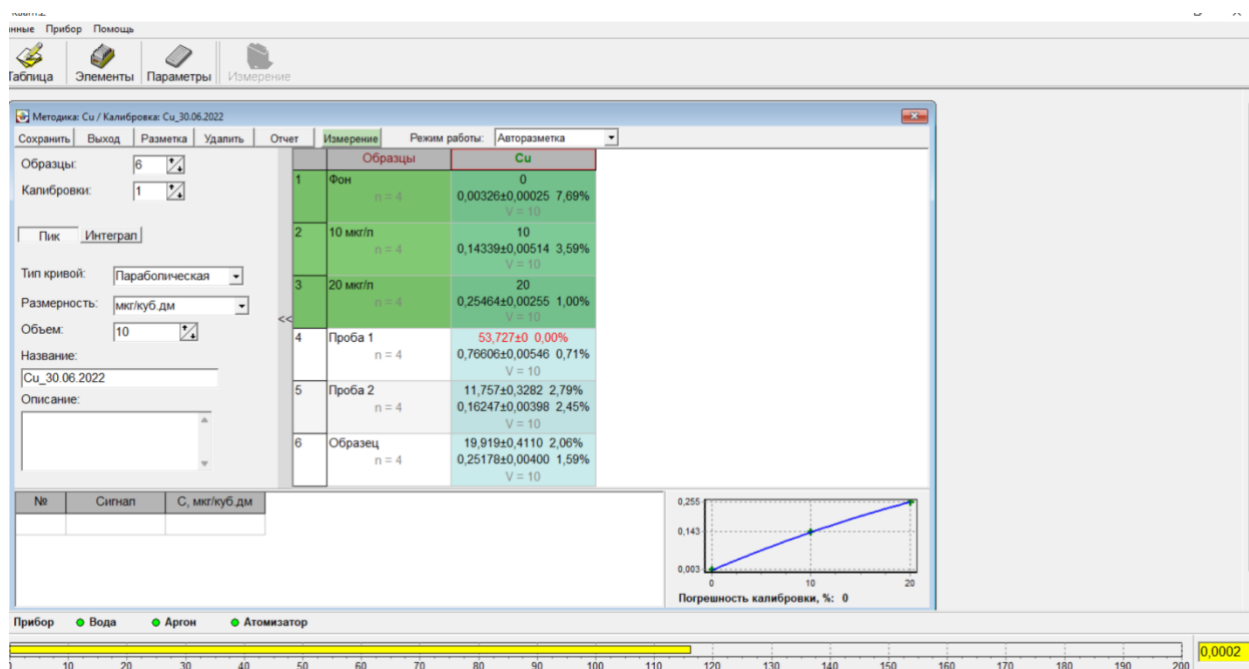 Прибор Помощь
Таблица Элементы Параметры Измерение
Методика: Cu / Калибровка: Cu_30.06.2022
Сохранить Выход Разметка Удалить Отчет Измерение Режим работы: Авторазметка
Образцы: 6
Калибровки: 1
Пик Интеграл
Тип кривой: Параболическая
Размерность: мкг/куб.дм
Объем: 10
Название:
Cu_30.06.2022
Описание:
<<
Образцы Cu
1 Фон 0
n = 4 0,00326±0,00025 7,69%
V = 10
2 10 мкг/л 10
n = 4 0,14339±0,00514 3,59%
V = 10
3 20 мкг/л 20
n = 4 0,25464±0,00255 1,00%
V = 10
4 Проба 1 53,727±0 0,00%
n = 4 0,76606±0,00546 0,71%
V = 10
5 Проба 2 11,757±0,3282 2,79%
n = 4 0,16247±0,00398 2,45%
V = 10
6 Образец 19,919±0,4110 2,06%
n = 4 0,25178±0,00400 1,59%
V = 10
№ Сигнал С, мкг/куб.дм
0,255
0,143
0,003
0 10 20
Погрешность калибровки, %: 0
Прибор Вода Аргон Атомизатор
0,0002
10 20 30 40 50 60 70 80 90 100 110 120 130 140 150 160 170 180 190 200